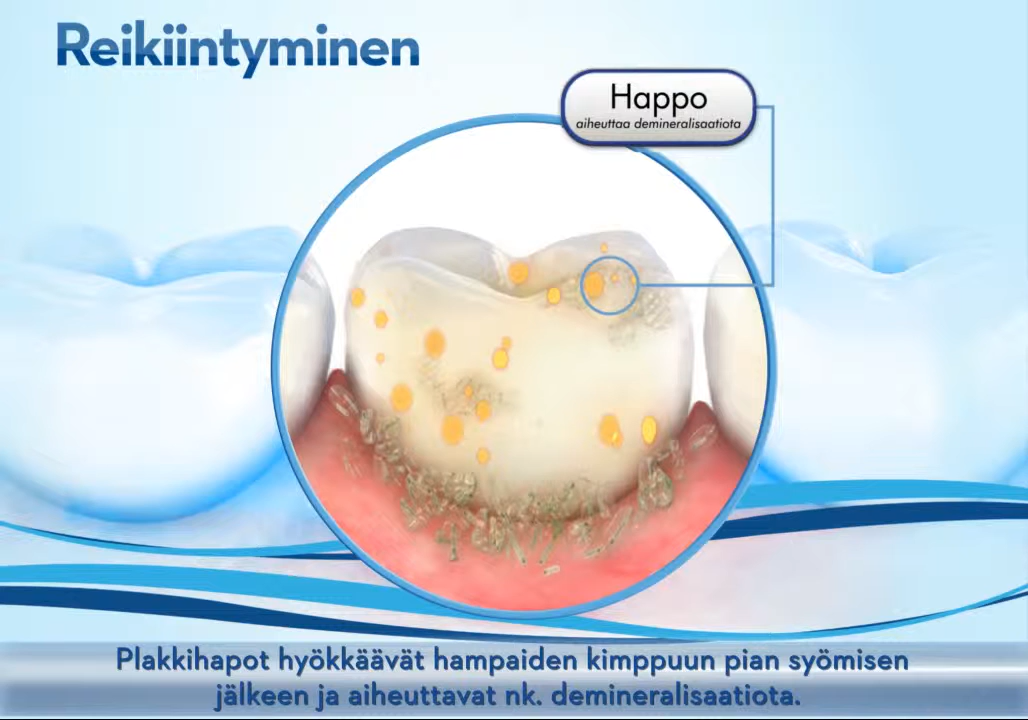 Reikiintyminen
Happo
aiheuttaa demineralisaatiota
Plakkihapot hyökkäävät hampaiden kimppuun pian syömisen
jälkeen ja aiheuttavat nk. demineralisaatiota.